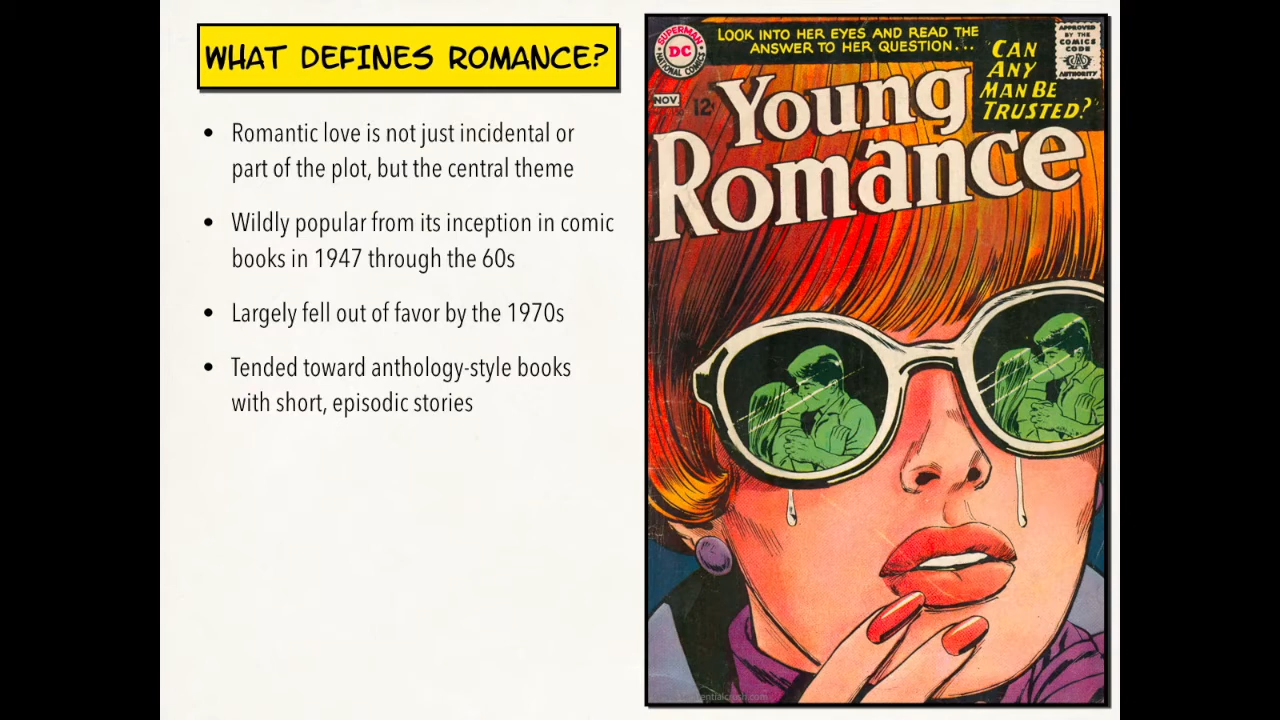 WHAT DEFINES ROMANCE?
• Romantic love is not just incidental or
part of the plot, but the central theme
• Wildly popular from its inception in comic
books in 1947 through the 60s
• Largely fell out of favor by the 1970s
• Tended toward anthology-style books
with short, episodic stories
SUPERMAN
DC
NATIONAL COMICS
LOOK INTO HER EYES AND READ THE
ANSWER TO HER QUESTION...
"CAN
ANY
MAN BE
TRUSTED?"
APPROVED
BY THE
COMICS
CODE
AUTHORITY
NOV.
12¢
Young
Romance